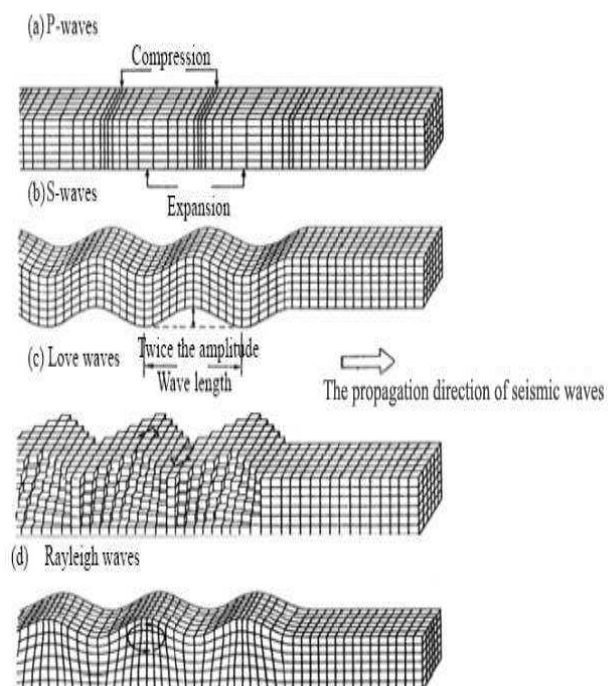 (a)P-waves
Compression
(b)S-waves
Expansion
(c) Love waves
Twice the amplitude
Wave length
The propagation direction of seismic waves
(d) Rayleigh waves